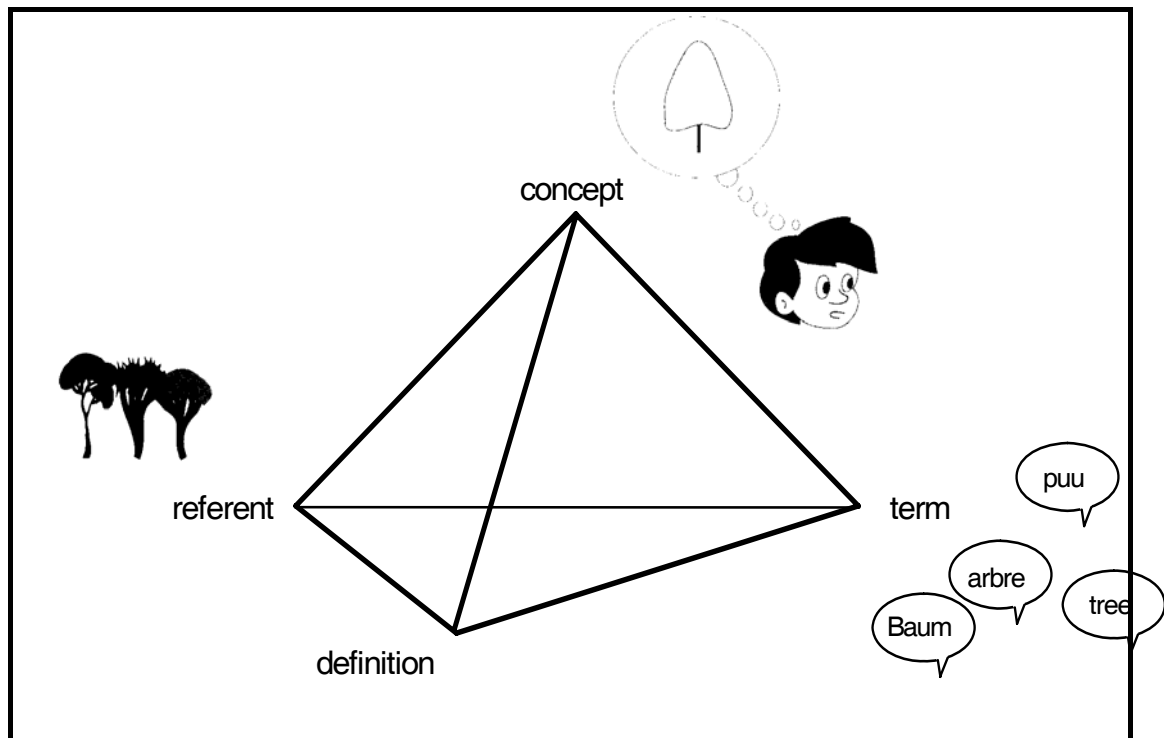 concept
referent
term
puu
arbre
tree
Baum
definition